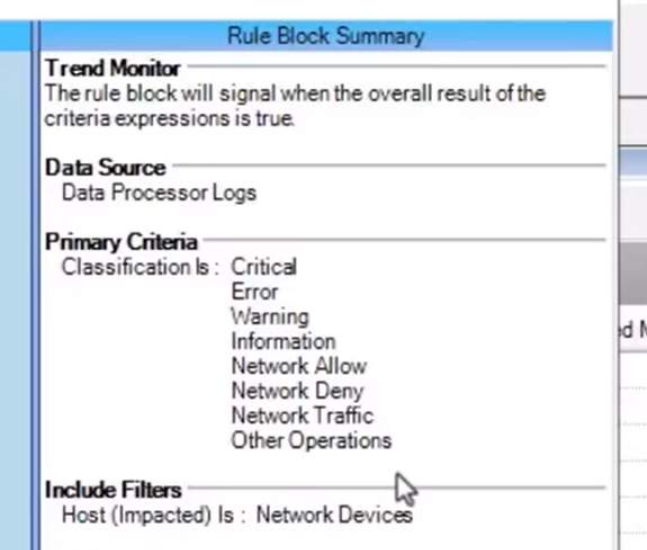 Rule Block Summary
Trend Monitor
The rule block will signal when the overall result of the
criteria expressions is true.
Data Source
Data Processor Logs
Primary Criteria
Classification Is : Critical
Error
Warning
Information
Network Allow
Network Deny
Network Traffic
Other Operations
Include Filters
Host (Impacted) Is : Network Devices